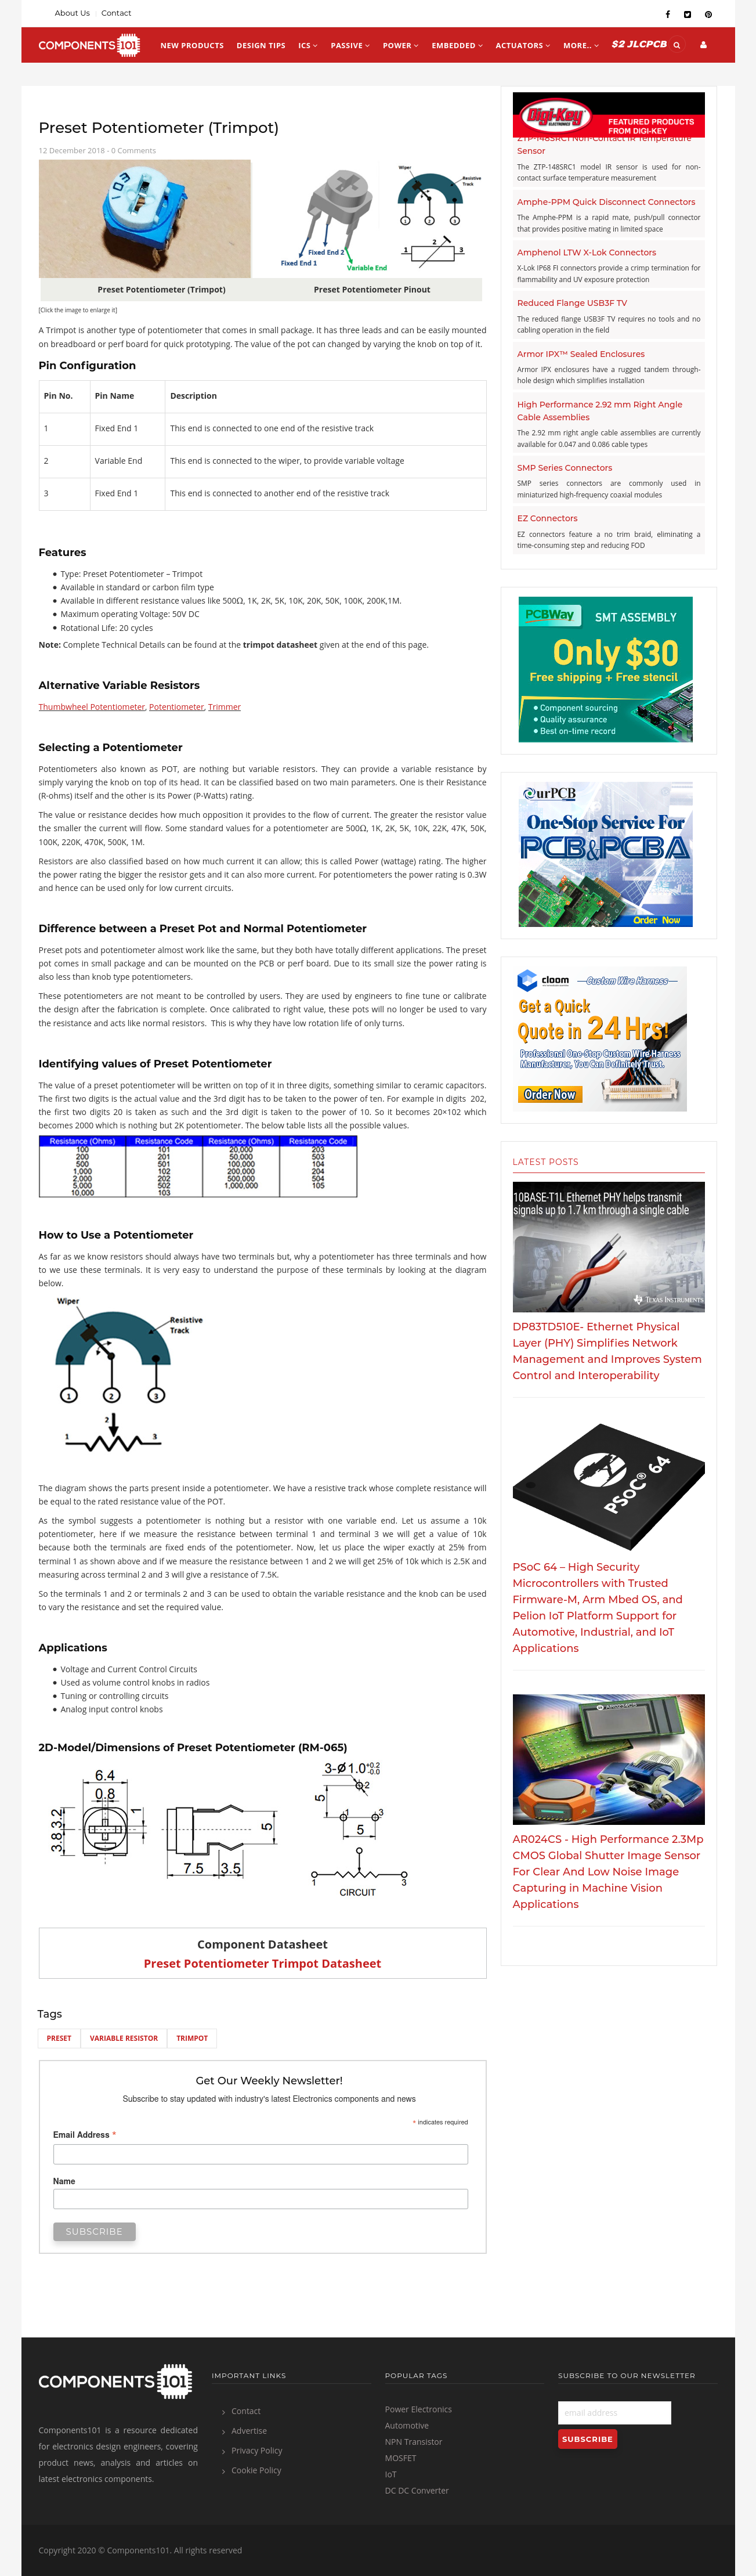 About Us
Contact
COMPONENTS 101
NEW PRODUCTS
DESIGN TIPS
ICS
PASSIVE
POWER
EMBEDDED
ACTUATORS
MORE..
$2 JLCPCB
Preset Potentiometer (Trimpot)
12 December 2018 - 0 Comments
Wiper
Resistive
Track
1
2
3
Fixed End 2
Fixed End 1
Variable End
1
2
3
Preset Potentiometer (Trimpot)
Preset Potentiometer Pinout
[Click the image to enlarge it]
A Trimpot is another type of potentiometer that comes in small package. It has three leads and can be easily mounted
on breadboard or perf board for quick prototyping. The value of the pot can changed by varying the knob on top of it.
Pin Configuration
Pin No.
Pin Name
Description
1
Fixed End 1
This end is connected to one end of the resistive track
2
Variable End
This end is connected to the wiper, to provide variable voltage
3
Fixed End 1
This end is connected to another end of the resistive track
Features
Type: Preset Potentiometer – Trimpot
Available in standard or carbon film type
Available in different resistance values like 500Ω, 1K, 2K, 5K, 10K, 20K, 50K, 100K, 200K,1M.
Maximum operating Voltage: 50V DC
Rotational Life: 20 cycles
Note: Complete Technical Details can be found at the trimpot datasheet given at the end of this page.
Alternative Variable Resistors
Thumbwheel Potentiometer, Potentiometer, Trimmer
Selecting a Potentiometer
Potentiometers also known as POT, are nothing but variable resistors. They can provide a variable resistance by
simply varying the knob on top of its head. It can be classified based on two main parameters. One is their Resistance
(R-ohms) itself and the other is its Power (P-Watts) rating.
The value or resistance decides how much opposition it provides to the flow of current. The greater the resistor value
the smaller the current will flow. Some standard values for a potentiometer are 500Ω, 1K, 2K, 5K, 10K, 22K, 47K, 50K,
100K, 220K, 470K, 500K, 1M.
Resistors are also classified based on how much current it can allow; this is called Power (wattage) rating. The higher
the power rating the bigger the resistor gets and it can also more current. For potentiometers the power rating is 0.3W
and hence can be used only for low current circuits.
Difference between a Preset Pot and Normal Potentiometer
Preset pots and potentiometer almost work like the same, but they both have totally different applications. The preset
pot comes in small package and can be mounted on the PCB or perf board. Due to its small size the power rating is
also less than knob type potentiometers.
These potentiometers are not meant to be controlled by users. They are used by engineers to fine tune or calibrate
the design after the fabrication is complete. One calibrated to right value, these pots will no longer be used to vary
the resistance and acts like normal resistors. This is why they have low rotation life of only turns.
Identifying values of Preset Potentiometer
The value of a preset potentiometer will be written on top of it in three digits, something similar to ceramic capacitors.
The first two digits is the actual value and the 3rd digit has to be taken to the power of ten. For example in digits 202,
the first two digits 20 is taken as such and the 3rd digit is taken to the power of 10. So it becomes 20×102 which
becomes 2000 which is nothing but 2K potentiometer. The below table lists all the possible values.
Resistance (Ohms)
Resistance Code
Resistance (Ohms)
Resistance Code
100
101
20,000
203
200
201
50,000
503
500
501
100,000
104
1,000
102
200,000
204
2,000
202
500,000
504
5,000
502
1,000,000
105
10,000
103
How to Use a Potentiometer
As far as we know resistors should always have two terminals but, why a potentiometer has three terminals and how
to we use these terminals. It is very easy to understand the purpose of these terminals by looking at the diagram
below.
Wiper
Resistive
Track
1
2
3
2
1
3
The diagram shows the parts present inside a potentiometer. We have a resistive track whose complete resistance will
be equal to the rated resistance value of the POT.
As the symbol suggests a potentiometer is nothing but a resistor with one variable end. Let us assume a 10k
potentiometer, here if we measure the resistance between terminal 1 and terminal 3 we will get a value of 10k
because both the terminals are fixed ends of the potentiometer. Now, let us place the wiper exactly at 25% from
terminal 1 as shown above and if we measure the resistance between 1 and 2 we will get 25% of 10k which is 2.5K and
measuring across terminal 2 and 3 will give a resistance of 7.5K.
So the terminals 1 and 2 or terminals 2 and 3 can be used to obtain the variable resistance and the knob can be used
to vary the resistance and set the required value.
Applications
Voltage and Current Control Circuits
Used as volume control knobs in radios
Tuning or controlling circuits
Analog input control knobs
2D-Model/Dimensions of Preset Potentiometer (RM-065)
6.4
0.8
1
3.8 3.2
5
7.5
3.5
3-Ø1.0 +0.2 -0.0
5
2
1
3
5
CIRCUIT
Component Datasheet
Preset Potentiometer Trimpot Datasheet
Tags
PRESET
VARIABLE RESISTOR
TRIMPOT
Get Our Weekly Newsletter!
Subscribe to stay updated with industry's latest Electronics components and news
* indicates required
Email Address *
Name
SUBSCRIBE
Digi-Key
ELECTRONICS
FEATURED PRODUCTS
FROM DIGI-KEY
ZTP-148SRC1 Non-Contact IR Temperature
Sensor
The ZTP-148SRC1 model IR sensor is used for non-
contact surface temperature measurement
Amphe-PPM Quick Disconnect Connectors
The Amphe-PPM is a rapid mate, push/pull connector
that provides positive mating in limited space
Amphenol LTW X-Lok Connectors
X-Lok IP68 FI connectors provide a crimp termination for
flammability and UV exposure protection
Reduced Flange USB3F TV
The reduced flange USB3F TV requires no tools and no
cabling operation in the field
Armor IPX™ Sealed Enclosures
Armor IPX enclosures have a rugged tandem through-
hole design which simplifies installation
High Performance 2.92 mm Right Angle
Cable Assemblies
The 2.92 mm right angle cable assemblies are currently
available for 0.047 and 0.086 cable types
SMP Series Connectors
SMP series connectors are commonly used in
miniaturized high-frequency coaxial modules
EZ Connectors
EZ connectors feature a no trim braid, eliminating a
time-consuming step and reducing FOD
PCBWay
SMT ASSEMBLY
Only $30
Free shipping + Free stencil
Component sourcing
Quality assurance
Best on-time record
OurPCB
One-Stop Service For
PCB&PCBA
Order Now
cloom
Custom Wire Harness
Get a Quick
Quote in 24 Hrs!
Professional One-Stop Custom Wire Harness
Manufacturer, You Can Definitely Trust.
Order Now
LATEST POSTS
10BASE-T1L Ethernet PHY helps transmit
signals up to 1.7 km through a single cable
TEXAS INSTRUMENTS
DP83TD510E- Ethernet Physical
Layer (PHY) Simplifies Network
Management and Improves System
Control and Interoperability
PSoC 64
PSoC 64 – High Security
Microcontrollers with Trusted
Firmware-M, Arm Mbed OS, and
Pelion IoT Platform Support for
Automotive, Industrial, and IoT
Applications
AR024CS - High Performance 2.3Mp
CMOS Global Shutter Image Sensor
For Clear And Low Noise Image
Capturing in Machine Vision
Applications
COMPONENTS 101
Components101 is a resource dedicated
for electronics design engineers, covering
product news, analysis and articles on
latest electronics components.
IMPORTANT LINKS
Contact
Advertise
Privacy Policy
Cookie Policy
POPULAR TAGS
Power Electronics
Automotive
NPN Transistor
MOSFET
IoT
DC DC Converter
SUBSCRIBE TO OUR NEWSLETTER
email address
SUBSCRIBE
Copyright 2020 © Components101. All rights reserved